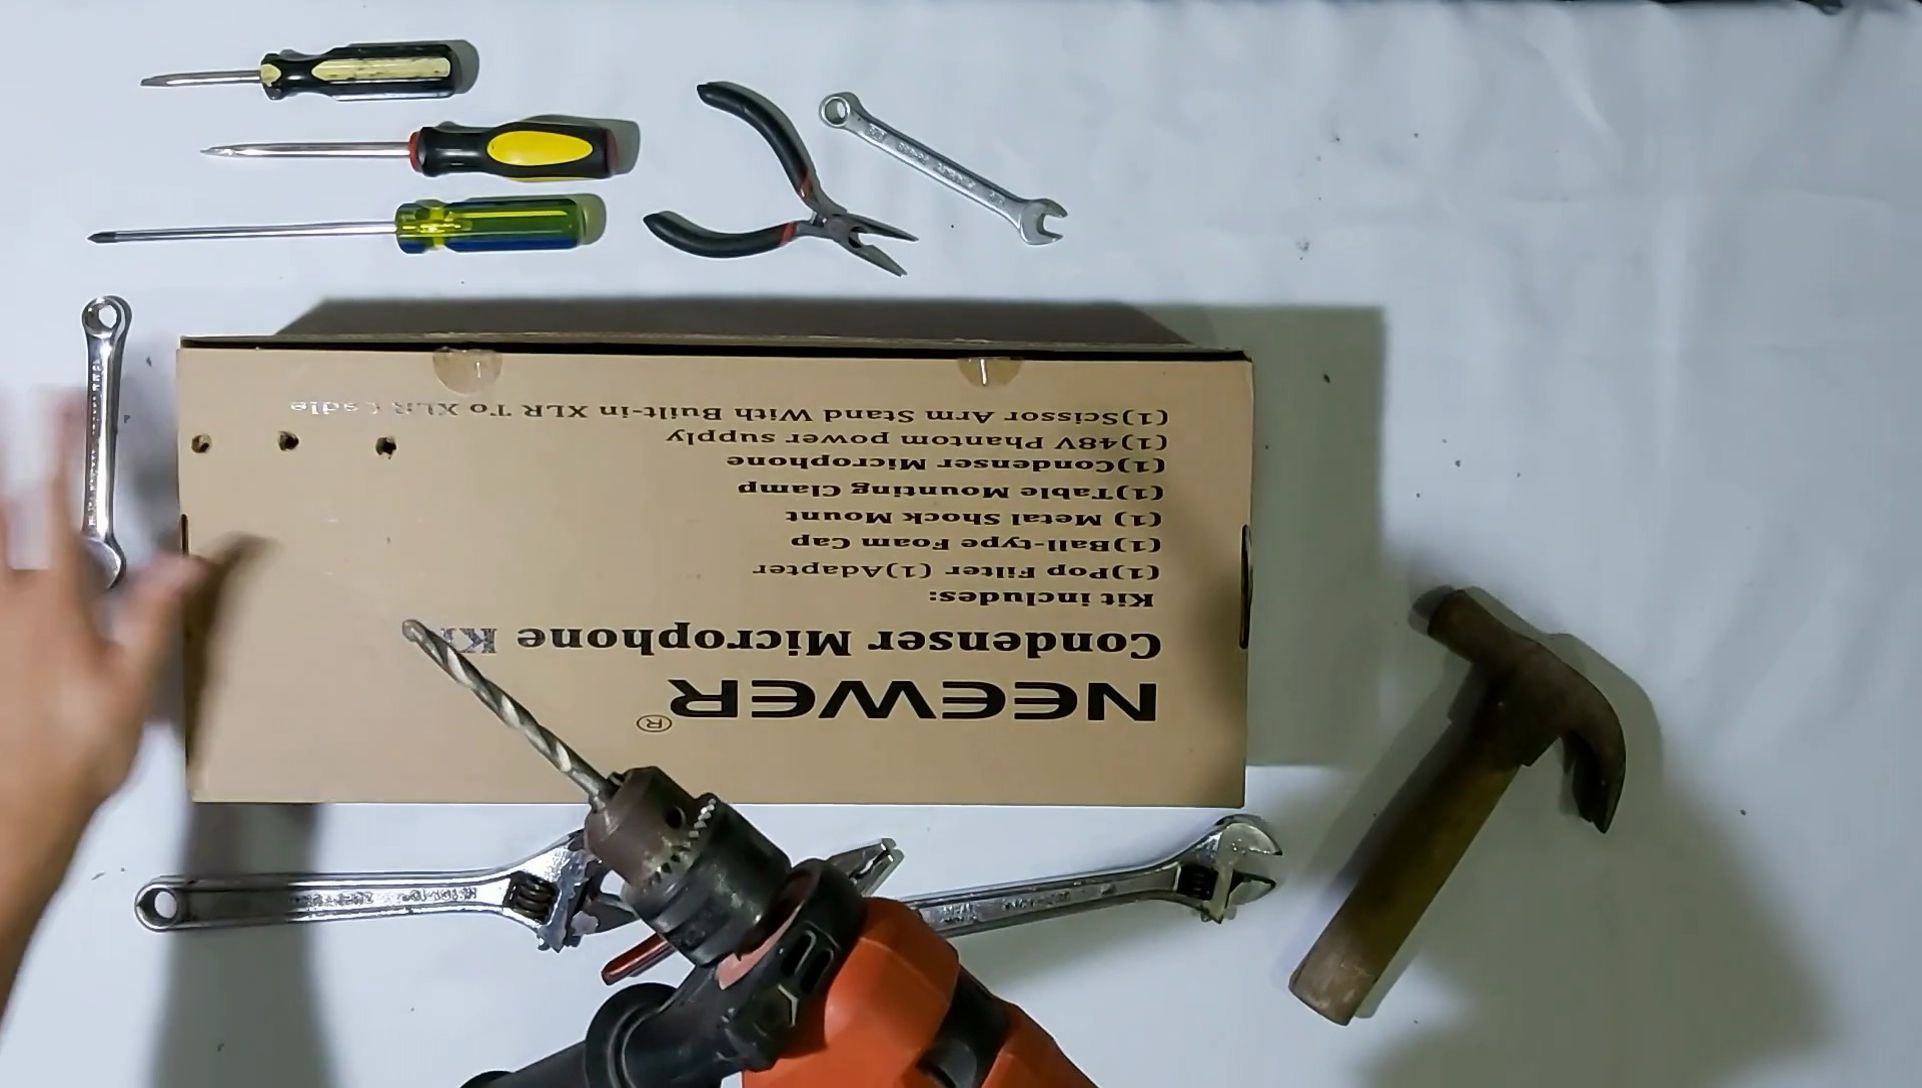 NEEWER®
Condenser Microphone Kit
Kit includes:
(1)Pop Filter (1)Adapter
(1)Ball-type Foam Cap
(1) Metal Shock Mount
(1)Table Mounting Clamp
(1)Condenser Microphone
(1)48V Phantom power supply
(1)Scissor Arm Stand With Built-in XLR To XLR Cable